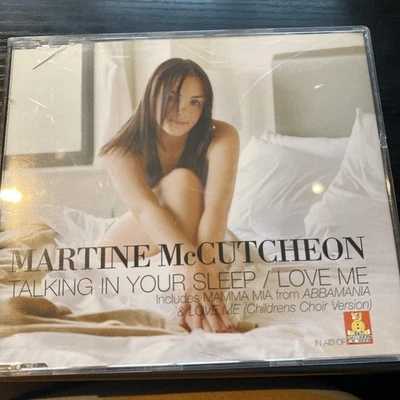 MARTINE McCUTCHEON
TALKING IN YOUR SLEEP / LOVE ME
Includes MAMMA MIA from ABBAMANIA
& LOVE ME (Childrens Choir Version)
IN AID OF